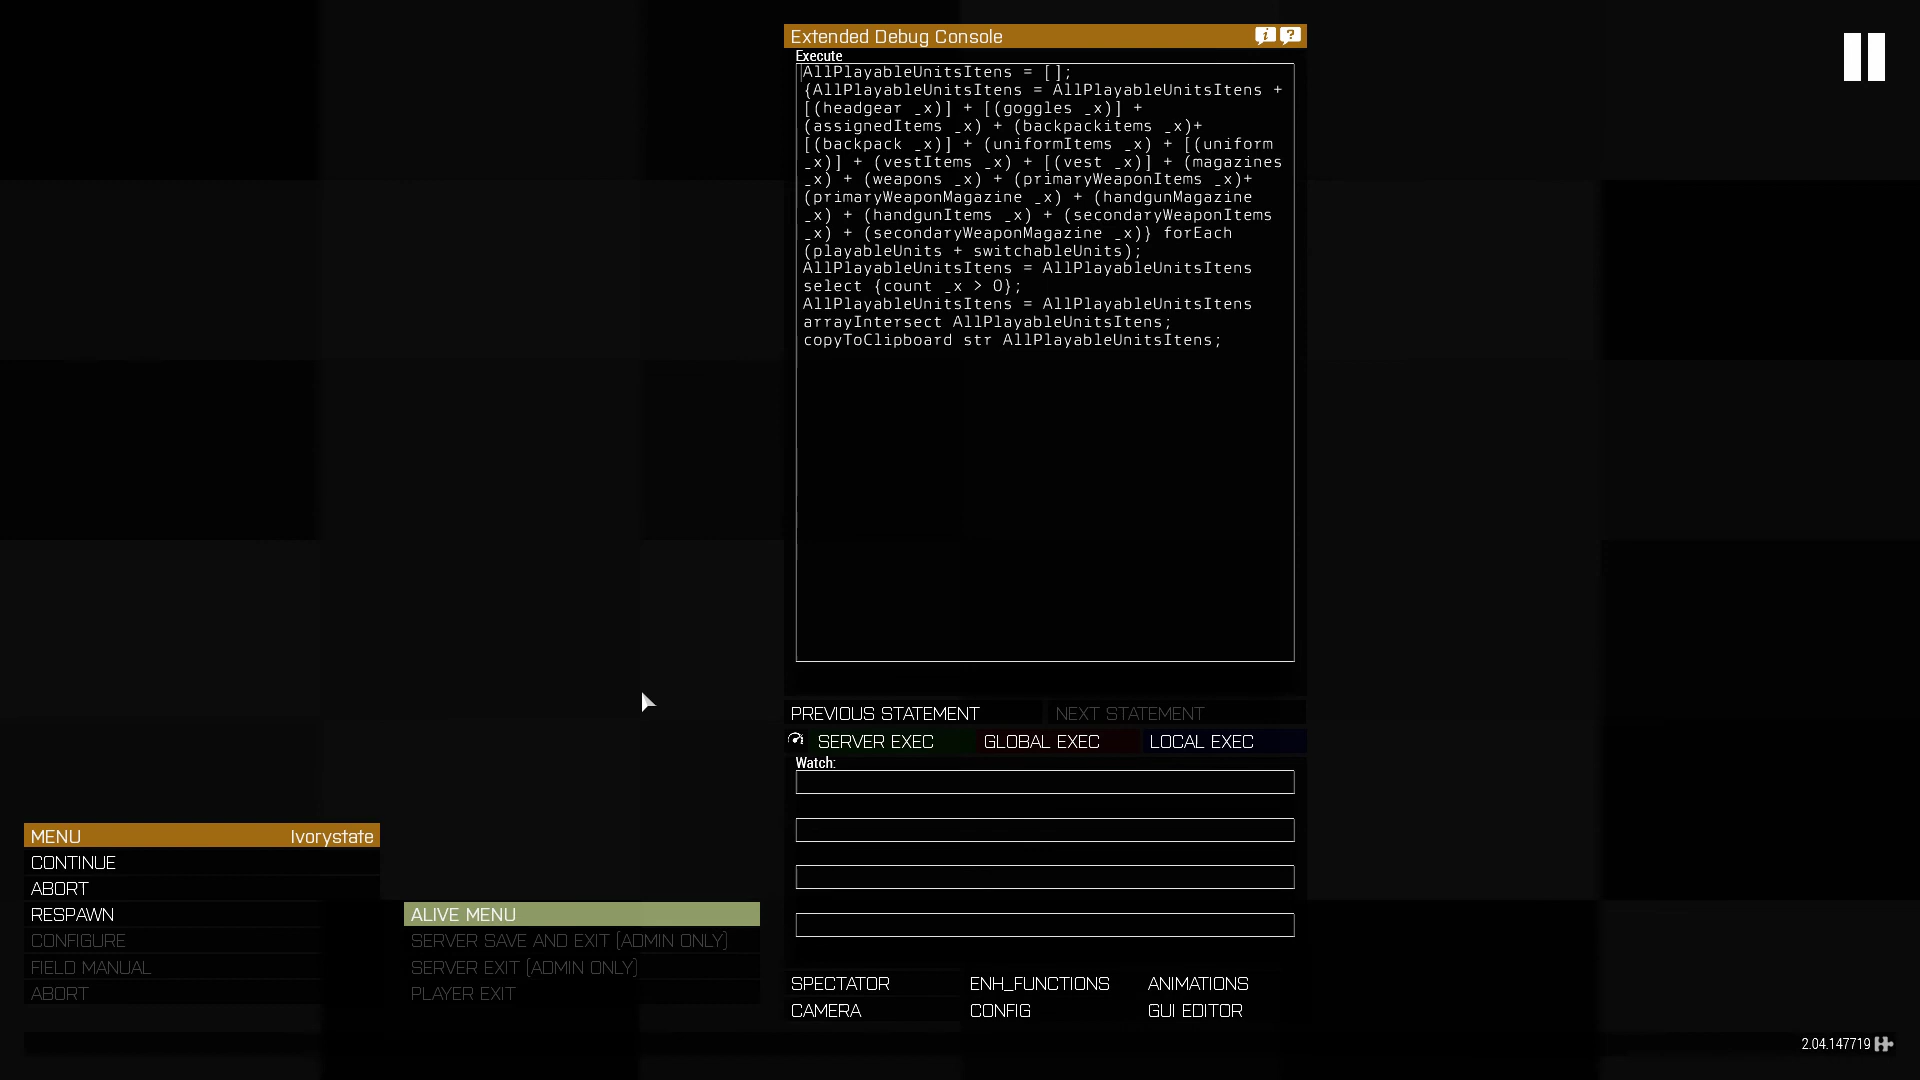 Extended Debug Console
Execute
AllPlayableUnitsItens = [];
{AllPlayableUnitsItens = AllPlayableUnitsItens +
[(headgear _x)] + [(goggles _x)] +
(assignedItems _x) + (backpackitems _x)+
[(backpack _x)] + (uniformItems _x) + [(uniform
_x)] + (vestItems _x) + [(vest _x)] + (magazines
_x) + (weapons _x) + (primaryWeaponItems _x)+
(primaryWeaponMagazine _x) + (handgunMagazine
_x) + (handgunItems _x) + (secondaryWeaponItems
_x) + (secondaryWeaponMagazine _x)} forEach
(playableUnits + switchableUnits);
AllPlayableUnitsItens = AllPlayableUnitsItens
select {count _x > 0};
AllPlayableUnitsItens = AllPlayableUnitsItens
arrayIntersect AllPlayableUnitsItens;
copyToClipboard str AllPlayableUnitsItens;
PREVIOUS STATEMENT NEXT STATEMENT
SERVER EXEC GLOBAL EXEC LOCAL EXEC
Watch:
MENU Ivorystate
CONTINUE
ABORT
RESPAWN
CONFIGURE
FIELD MANUAL
ABORT
ALIVE MENU
SERVER SAVE AND EXIT (ADMIN ONLY)
SERVER EXIT (ADMIN ONLY)
PLAYER EXIT
SPECTATOR ENH_FUNCTIONS ANIMATIONS
CAMERA CONFIG GUI EDITOR
2.04.147719